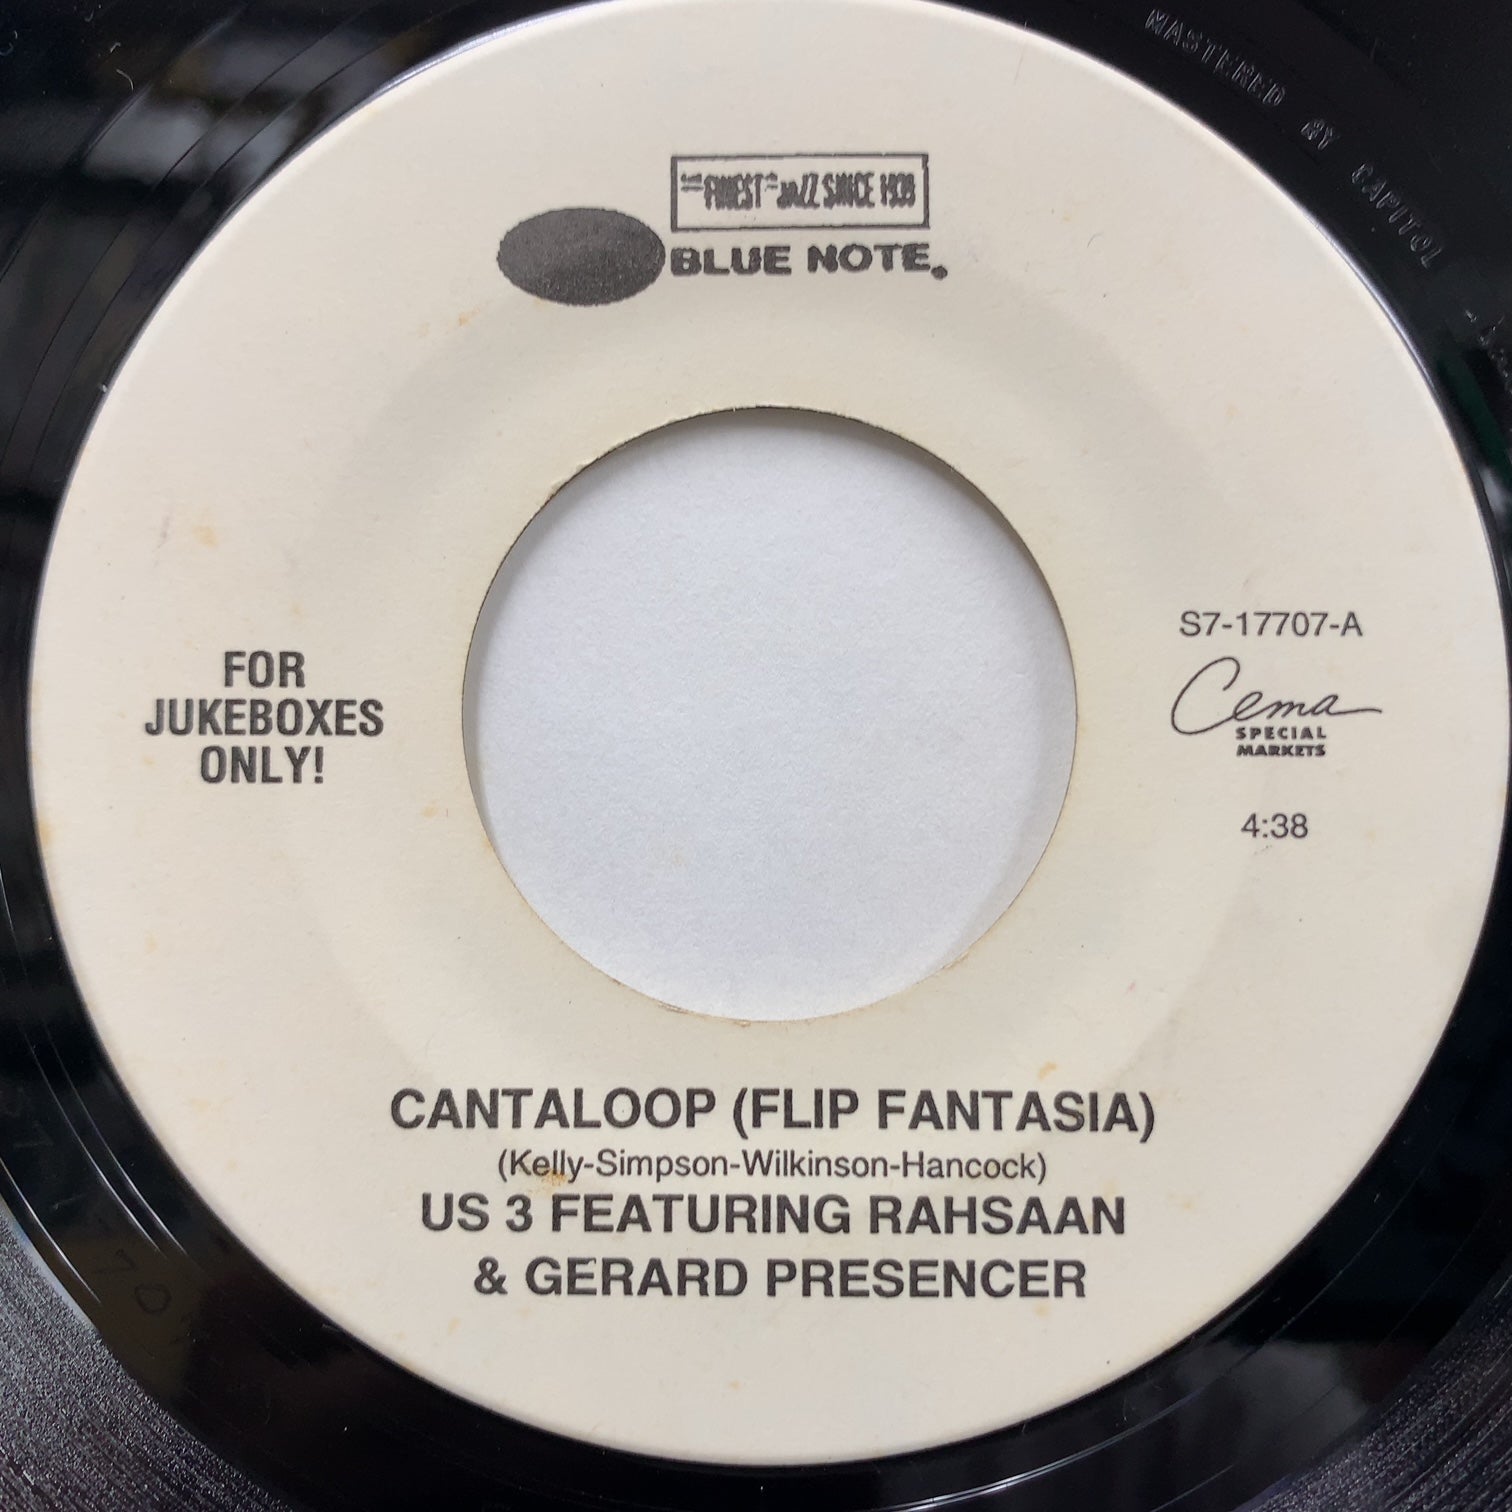 MASTERED BY CAPITOL
THE FINEST IN JAZZ SINCE 1939
BLUE NOTE.
FOR
JUKEBOXES
ONLY!
S7-17707-A
Cema
SPECIAL
MARKETS
4:38
CANTALOOP (FLIP FANTASIA)
(Kelly-Simpson-Wilkinson-Hancock)
US 3 FEATURING RAHSAAN
& GERARD PRESENCER